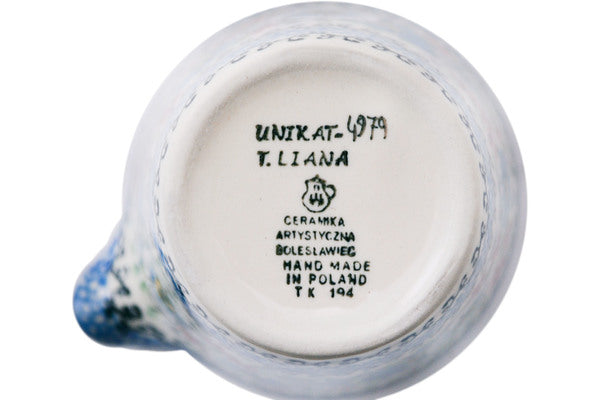 UNIKAT-4979
T. LIANA
CERAMIKA
ARTYSTYCZNA
BOLESLAWIEC
HAND MADE
IN POLAND
TK 194